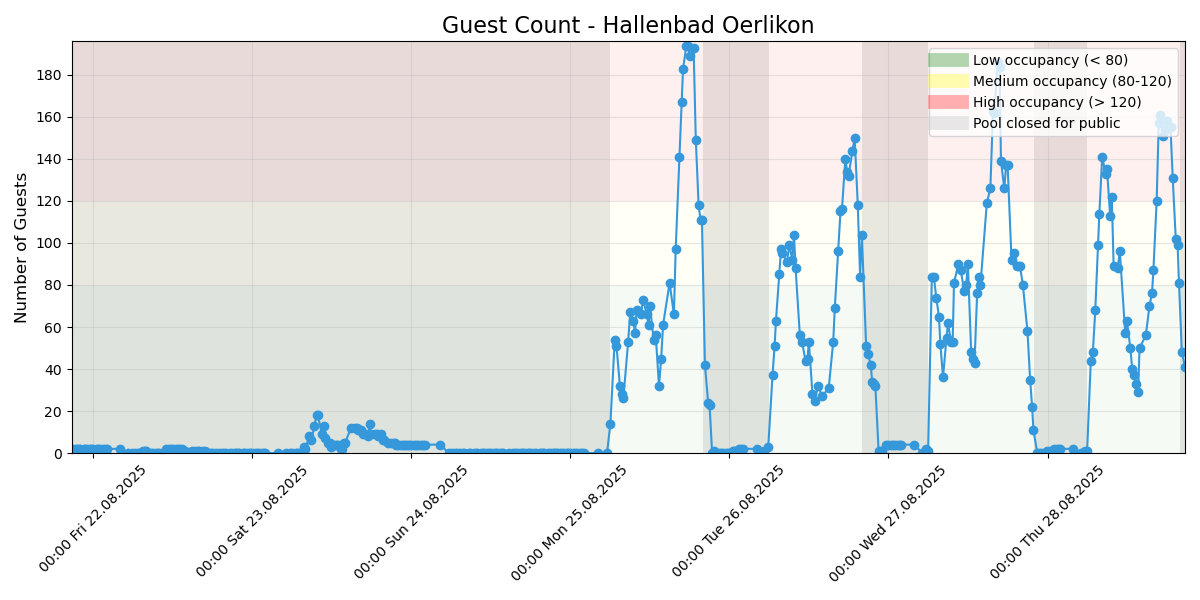 Guest Count - Hallenbad Oerlikon
Number of Guests
180
160
140
120
100
80
60
40
20
0
Low occupancy (< 80)
Medium occupancy (80-120)
High occupancy (> 120)
Pool closed for public
00:00 Fri 22.08.2025
00:00 Sat 23.08.2025
00:00 Sun 24.08.2025
00:00 Mon 25.08.2025
00:00 Tue 26.08.2025
00:00 Wed 27.08.2025
00:00 Thu 28.08.2025